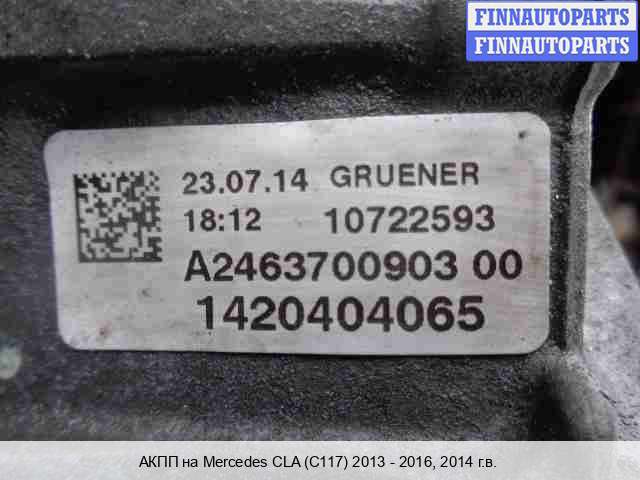 FINNAUTOPARTS
FINNAUTOPARTS
23.07.14 GRUENER
18:12 10722593
A2463700903 00
1420404065
АКПП на Mercedes CLA (C117) 2013 - 2016, 2014 г.в.